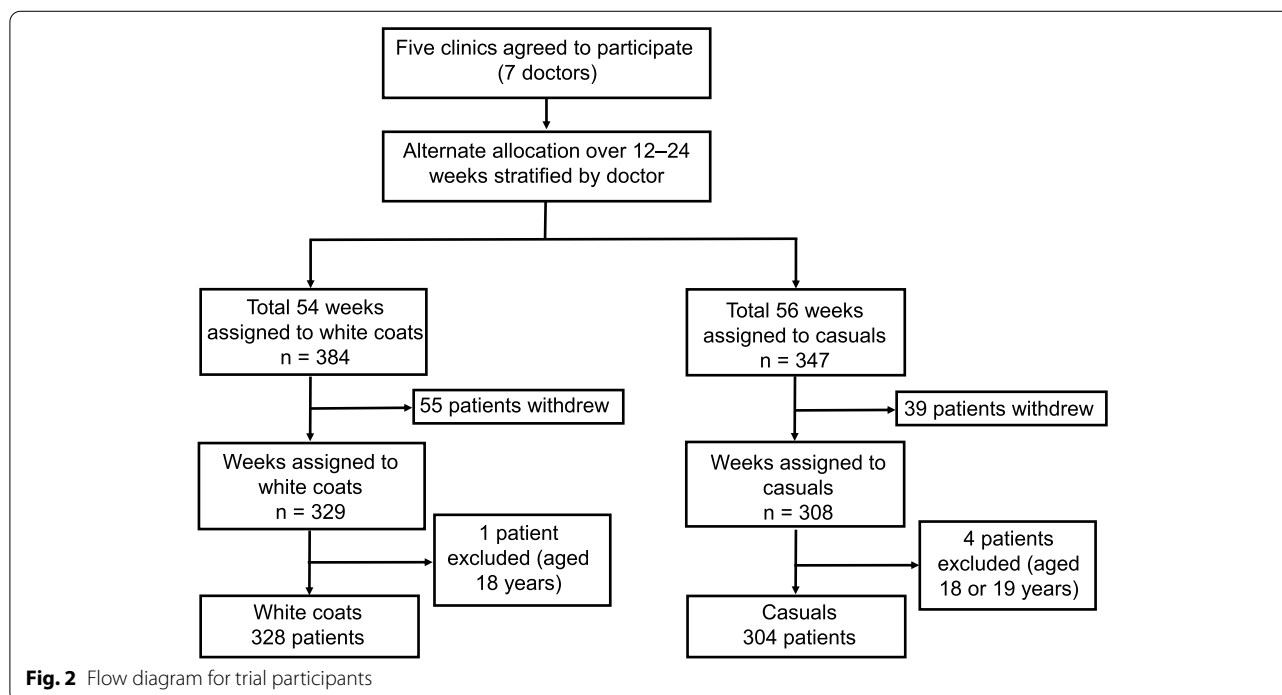 Five clinics agreed to participate
(7 doctors)
Alternate allocation over 12–24
weeks stratified by doctor
Total 54 weeks
assigned to white coats
n = 384
Total 56 weeks
assigned to casuals
n = 347
55 patients withdrew
39 patients withdrew
Weeks assigned to
white coats
n = 329
Weeks assigned to
casuals
n = 308
1 patient
excluded (aged
18 years)
4 patients
excluded (aged
18 or 19 years)
White coats
328 patients
Casuals
304 patients
Fig. 2 Flow diagram for trial participants